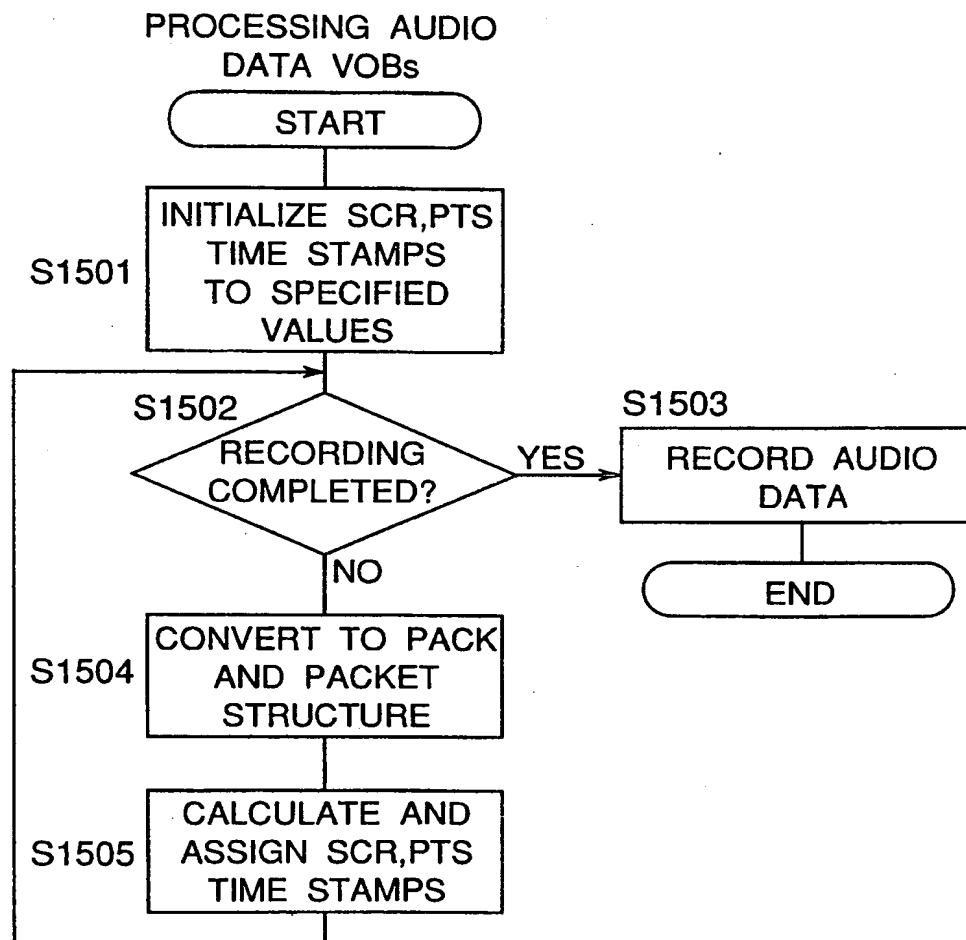 PROCESSING AUDIO
DATA VOBs
START
INITIALIZE SCR,PTS
TIME STAMPS
TO SPECIFIED
VALUES
S1501
S1502
RECORDING
COMPLETED?
YES
S1503
RECORD AUDIO
DATA
END
NO
CONVERT TO PACK
AND PACKET
STRUCTURE
S1504
CALCULATE AND
ASSIGN SCR,PTS
TIME STAMPS
S1505